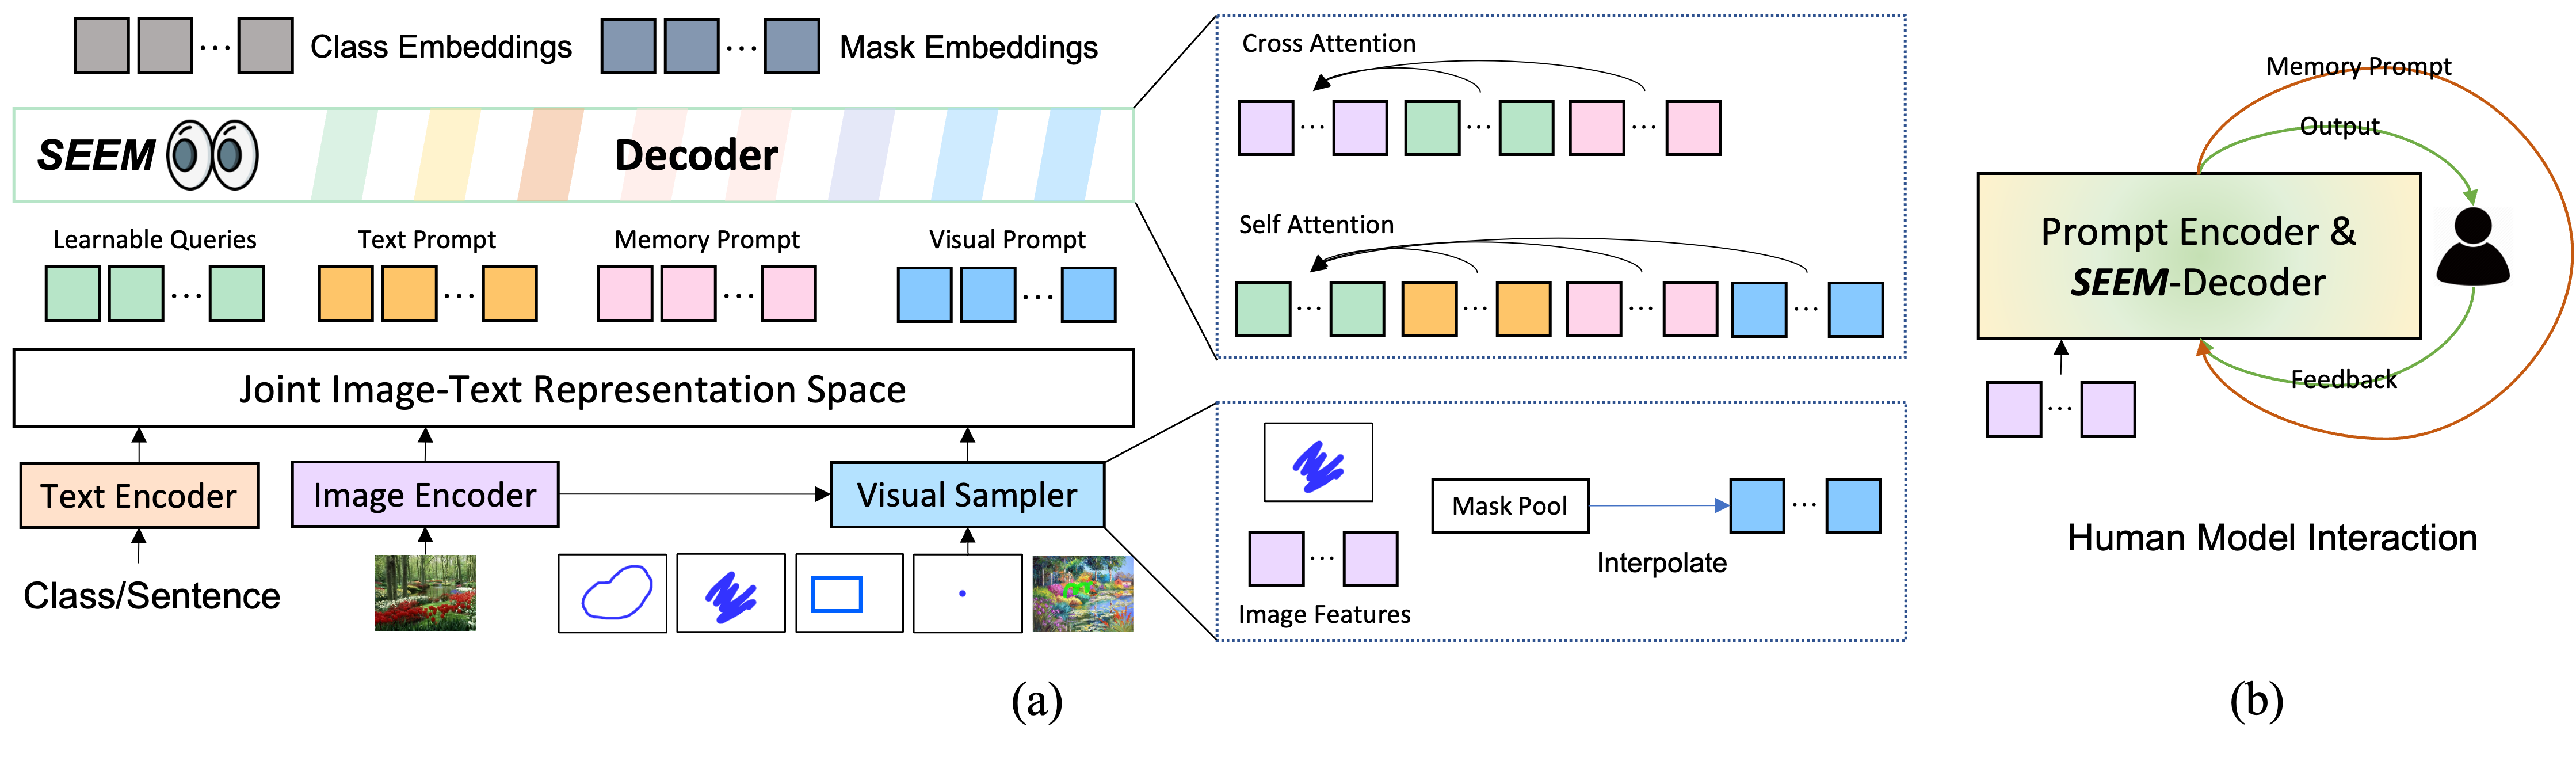 Class Embeddings
Mask Embeddings
SEEM
Decoder
Learnable Queries
Text Prompt
Memory Prompt
Visual Prompt
Joint Image-Text Representation Space
Text Encoder
Image Encoder
Visual Sampler
Class/Sentence
Cross Attention
Self Attention
Mask Pool
Interpolate
Image Features
(a)
Memory Prompt
Output
Prompt Encoder &
SEEM-Decoder
Feedback
Human Model Interaction
(b)